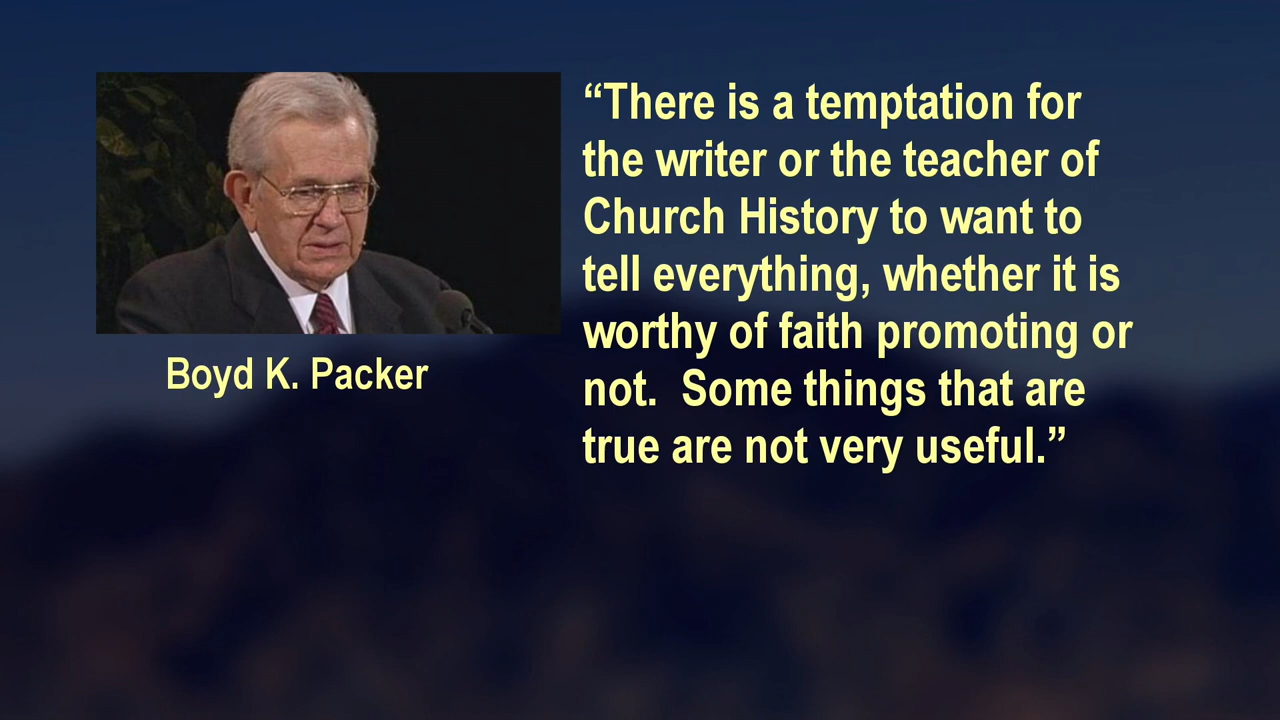 “There is a temptation for
the writer or the teacher of
Church History to want to
tell everything, whether it is
worthy of faith promoting or
not.  Some things that are
true are not very useful.”
Boyd K. Packer